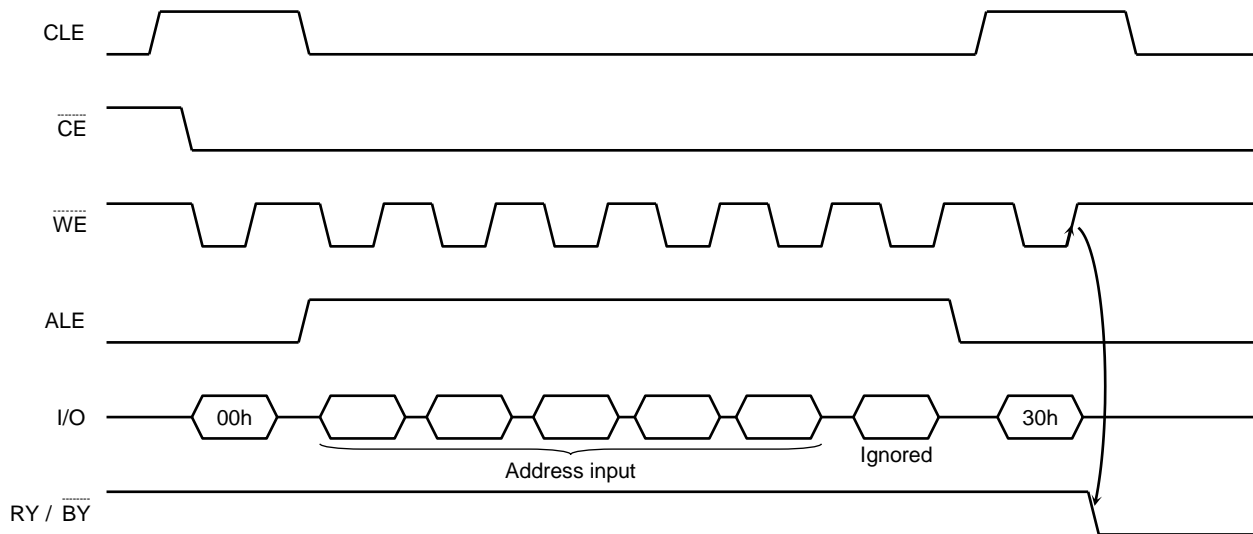 CLE
CE
WE
ALE
I/O 00h 30h
Address input Ignored
RY / BY